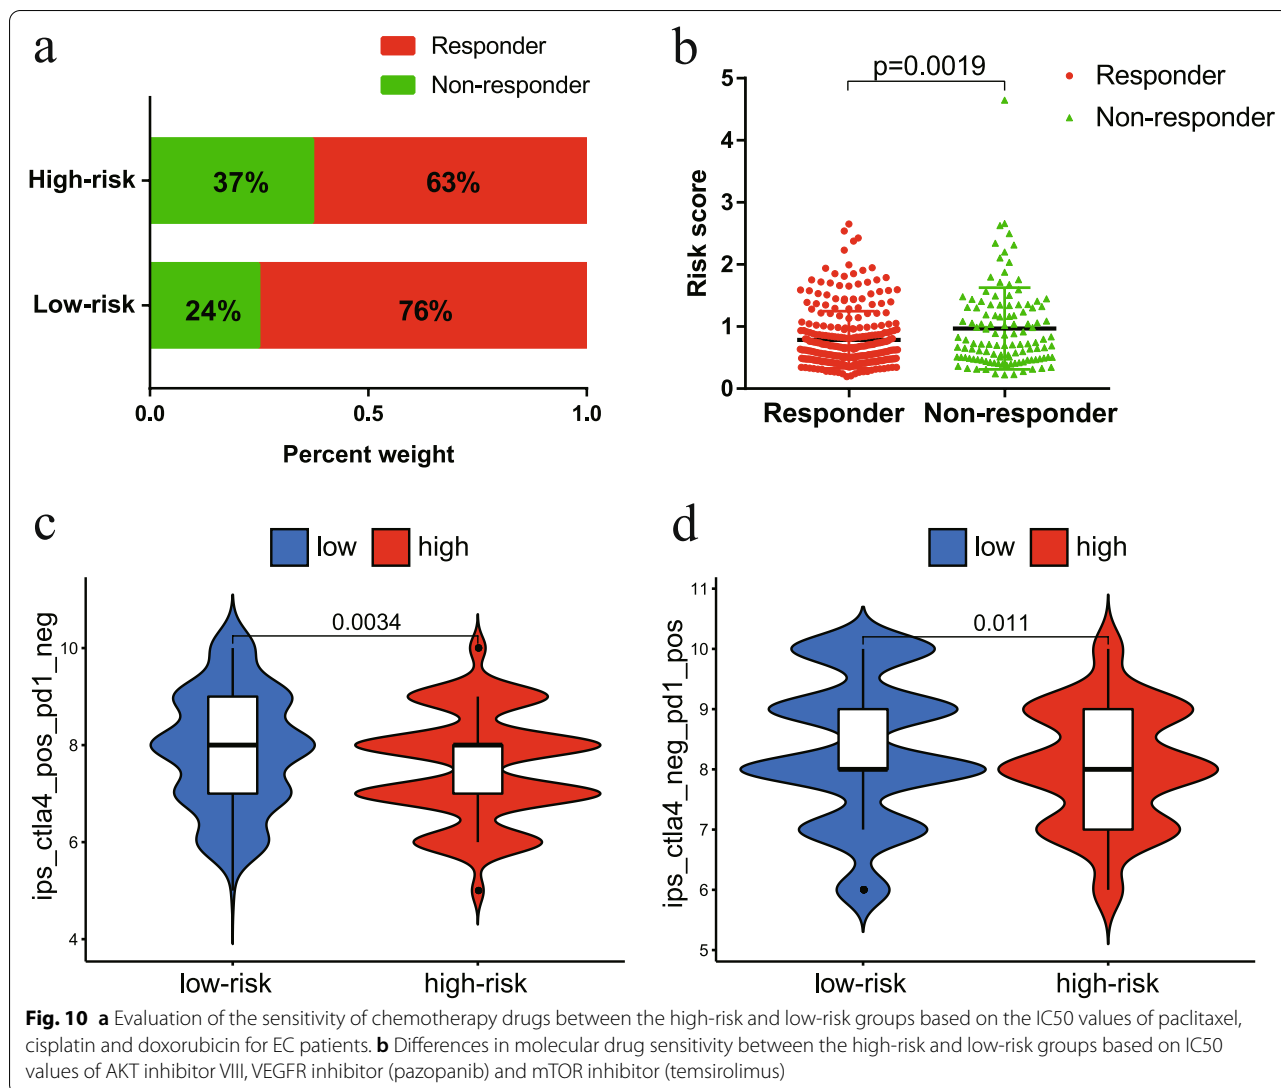 a
Responder
Non-responder
High-risk
37%
63%
Low-risk
24%
76%
0.0
0.5
1.0
Percent weight
b
p=0.0019
Responder
Non-responder
Risk score
5
4
3
2
1
0
Responder
Non-responder
c
low
high
ips_ctla4_pos_pd1_neg
0.0034
10
8
6
4
low-risk
high-risk
d
low
high
ips_ctla4_neg_pd1_pos
0.011
11
10
9
8
7
6
5
low-risk
high-risk
Fig. 10 a Evaluation of the sensitivity of chemotherapy drugs between the high-risk and low-risk groups based on the IC50 values of paclitaxel,
cisplatin and doxorubicin for EC patients. b Differences in molecular drug sensitivity between the high-risk and low-risk groups based on IC50
values of AKT inhibitor VIII, VEGFR inhibitor (pazopanib) and mTOR inhibitor (temsirolimus)